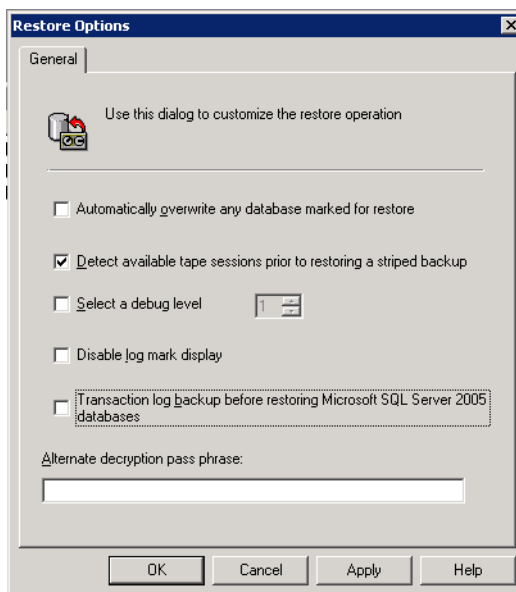 Restore Options
General
Use this dialog to customize the restore operation
Automatically overwrite any database marked for restore
Detect available tape sessions prior to restoring a striped backup
Select a debug level
1
Disable log mark display
Transaction log backup before restoring Microsoft SQL Server 2005
databases
Alternate decryption pass phrase:
OK Cancel Apply Help